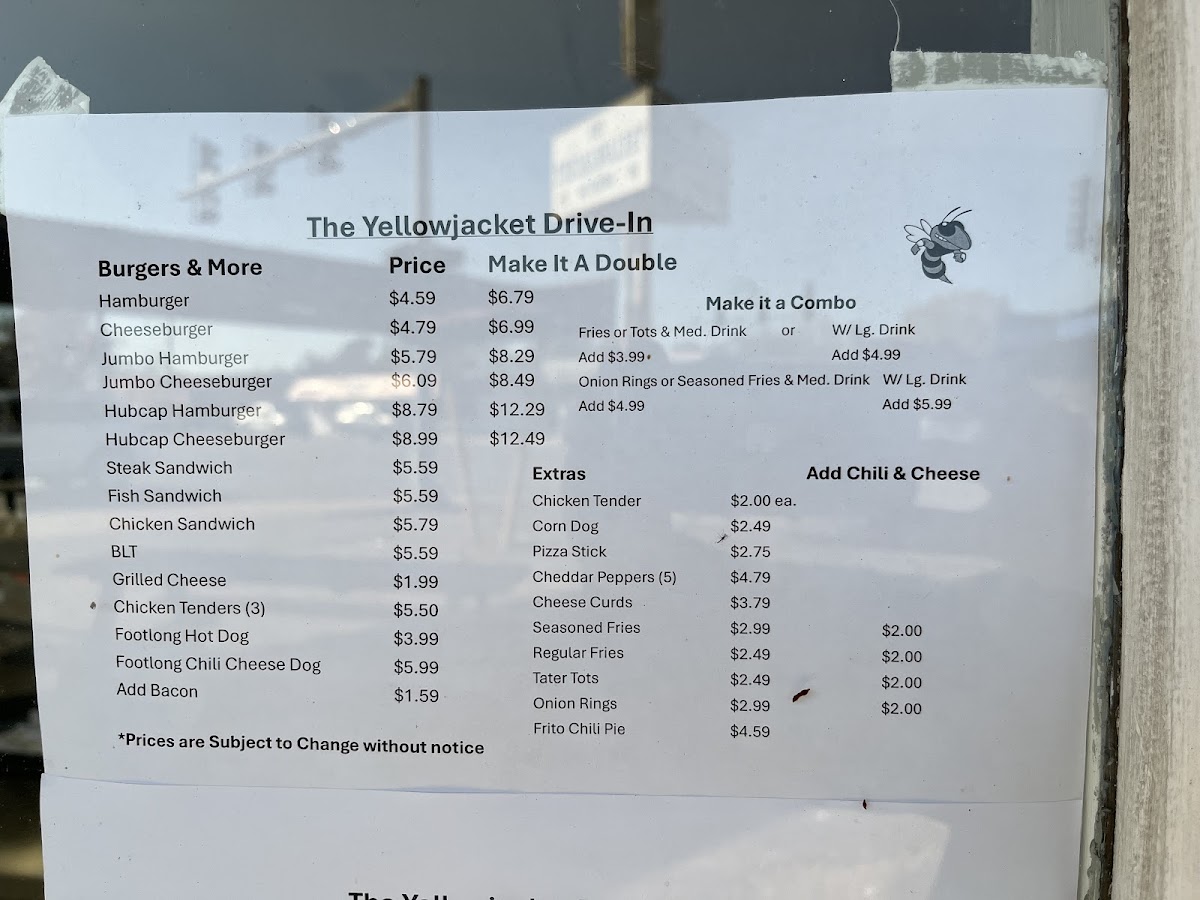 The Yellowjacket Drive-In
Burgers & More Price Make It A Double
Hamburger $4.59 $6.79
Cheeseburger $4.79 $6.99
Jumbo Hamburger $5.79 $8.29
Jumbo Cheeseburger $6.09 $8.49
Hubcap Hamburger $8.79 $12.29
Hubcap Cheeseburger $8.99 $12.49
Steak Sandwich $5.59
Fish Sandwich $5.59
Chicken Sandwich $5.79
BLT $5.59
Grilled Cheese $1.99
Chicken Tenders (3) $5.50
Footlong Hot Dog $3.99
Footlong Chili Cheese Dog $5.99
Add Bacon $1.59
*Prices are Subject to Change without notice
Make it a Combo
Fries or Tots & Med. Drink or W/ Lg. Drink
Add $3.99 Add $4.99
Onion Rings or Seasoned Fries & Med. Drink W/ Lg. Drink
Add $4.99 Add $5.99
Extras Add Chili & Cheese
Chicken Tender $2.00 ea.
Corn Dog $2.49
Pizza Stick $2.75
Cheddar Peppers (5) $4.79
Cheese Curds $3.79
Seasoned Fries $2.99 $2.00
Regular Fries $2.49 $2.00
Tater Tots $2.49 $2.00
Onion Rings $2.99 $2.00
Frito Chili Pie $4.59
The